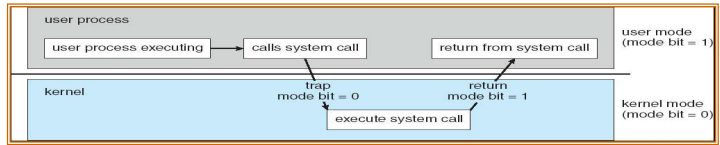 user process
user process executing
calls system call
return from system call
user mode
(mode bit = 1)
kernel
trap
mode bit = 0
return
mode bit = 1
execute system call
kernel mode
(mode bit = 0)